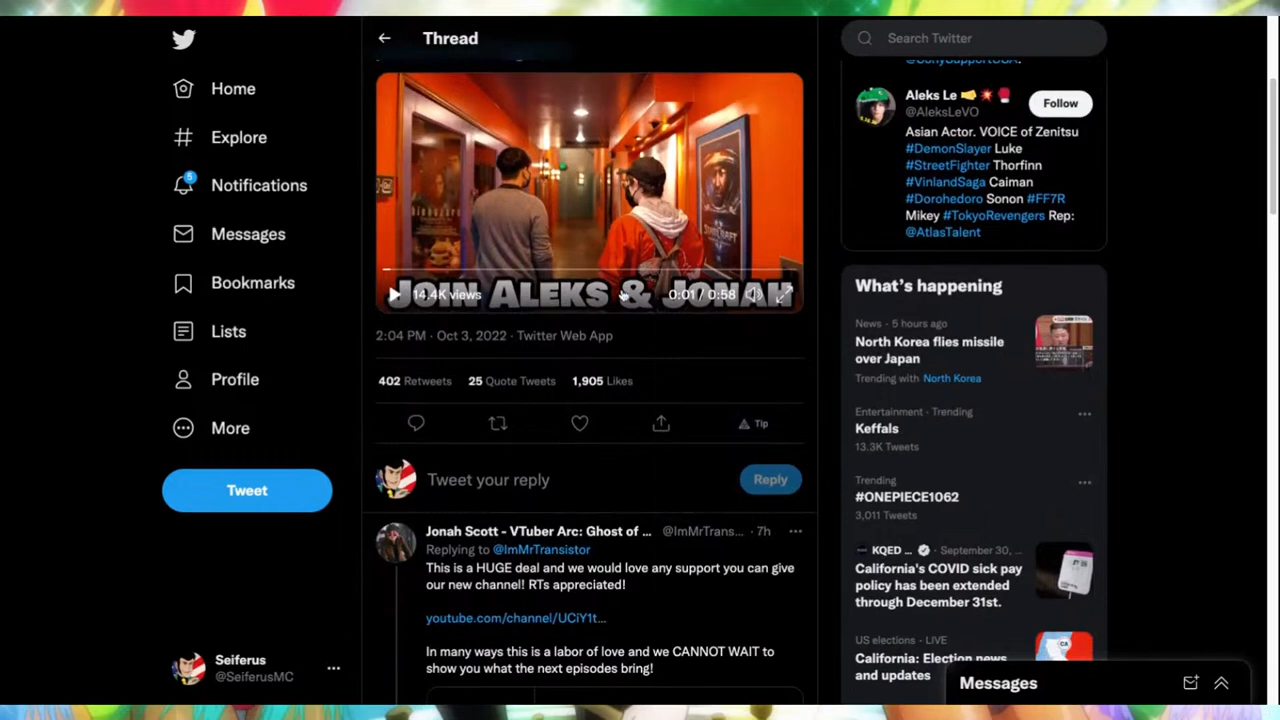 Home
Explore
5
Notifications
Messages
Bookmarks
Lists
Profile
More
Tweet
Seiferus
@SeiferusMC
Thread
STARCRAFT
JOIN ALEKS & JONAH
14.4K views
0:01 / 0:58
2:04 PM · Oct 3, 2022 · Twitter Web App
402 Retweets 25 Quote Tweets 1,905 Likes
Tip
Tweet your reply
Reply
Jonah Scott - VTuber Arc: Ghost of ... @ImMrTrans... · 7h
Replying to @ImMrTransistor
This is a HUGE deal and we would love any support you can give
our new channel! RTs appreciated!
youtube.com/channel/UCiY1t...
In many ways this is a labor of love and we CANNOT WAIT to
show you what the next episodes bring!
Search Twitter
Aleks Le
@AleksLeVO
Follow
Asian Actor. VOICE of Zenitsu
#DemonSlayer Luke
#StreetFighter Thorfinn
#VinlandSaga Caiman
#Dorohedoro Sonon #FF7R
Mikey #TokyoRevengers Rep:
@AtlasTalent
What's happening
News · 5 hours ago
North Korea flies missile
over Japan
Trending with North Korea
Entertainment · Trending
Keffals
13.3K Tweets
Trending
#ONEPIECE1062
3,011 Tweets
KQED ... · September 30, ...
California's COVID sick pay
policy has been extended
through December 31st.
US elections · LIVE
California: Election news
and updates
CA
Messages